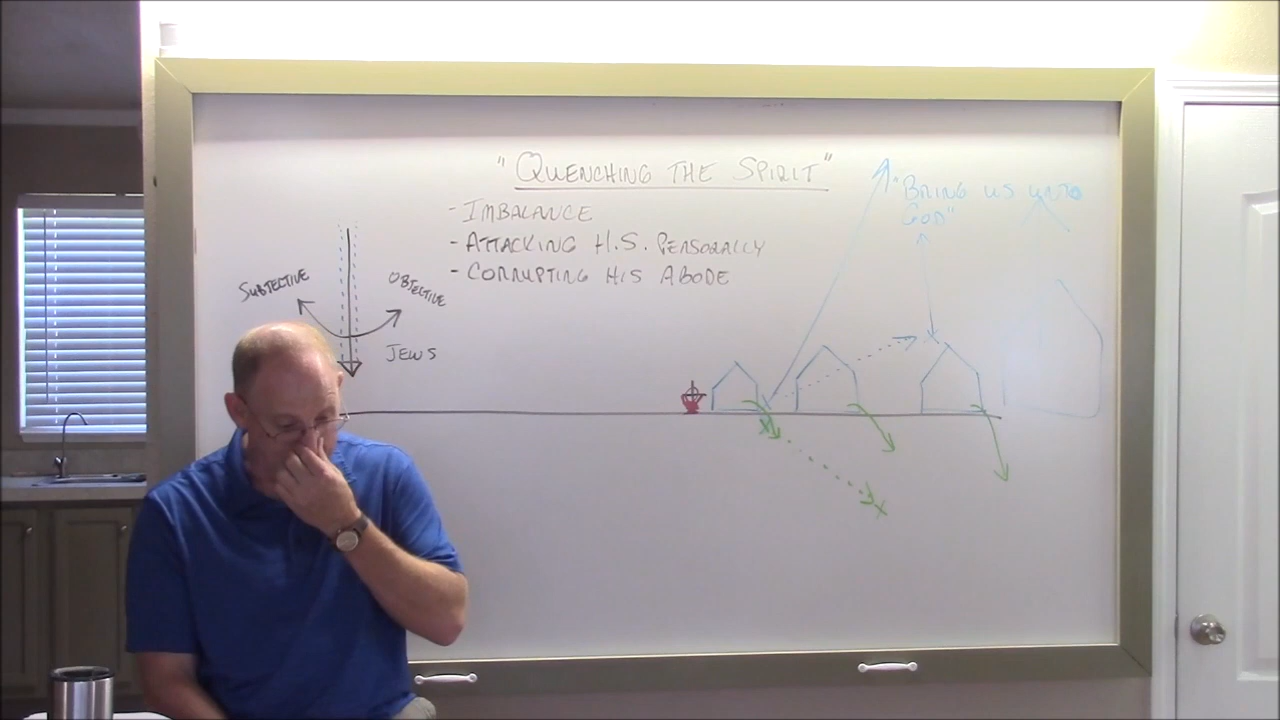 "QUENCHING THE SPIRIT"
- IMBALANCE
- ATTACKING H.S. PERSONALLY
- CORRUPTING HIS ABODE
SUBJECTIVE
OBJECTIVE
JEWS
"BRING US UNTO
GOD"